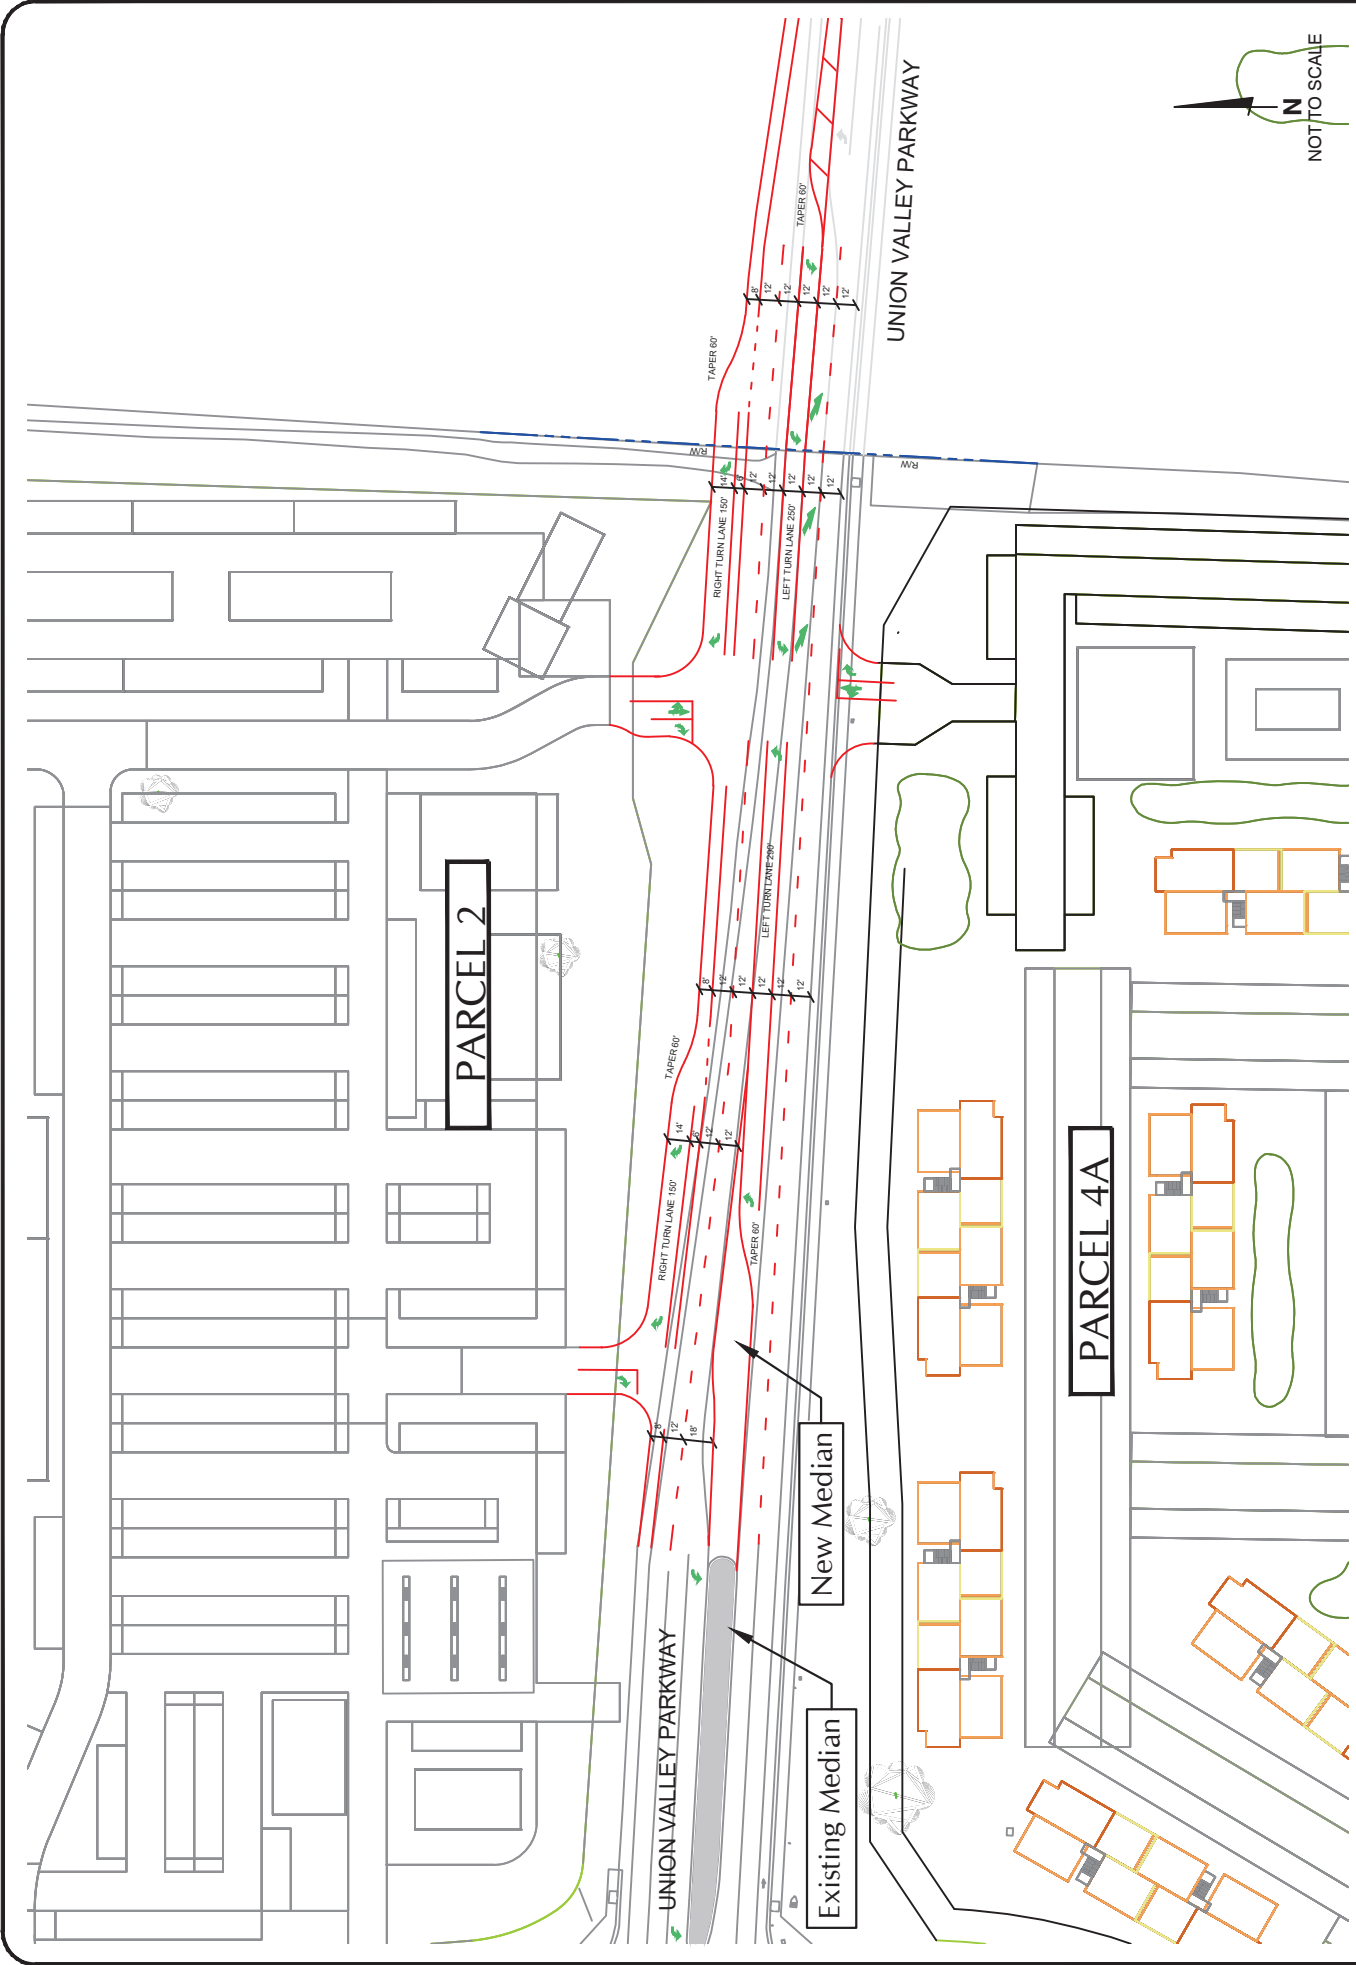 UNION VALLEY PARKWAY
N
NOT TO SCALE
TAPER 60'
8'
12'
12'
12'
12'
12'
TAPER 60'
UNION VALLEY PARKWAY
R/W
R/W
14'
6'
12'
12'
12'
12'
12'
RIGHT TURN LANE 150'
LEFT TURN LANE 250'
PARCEL 2
LEFT TURN LANE 290'
8'
12'
12'
12'
12'
12'
TAPER 60'
14'
6'
12'
12'
RIGHT TURN LANE 150'
TAPER 60'
PARCEL 4A
8'
12'
18'
New Median
Existing Median